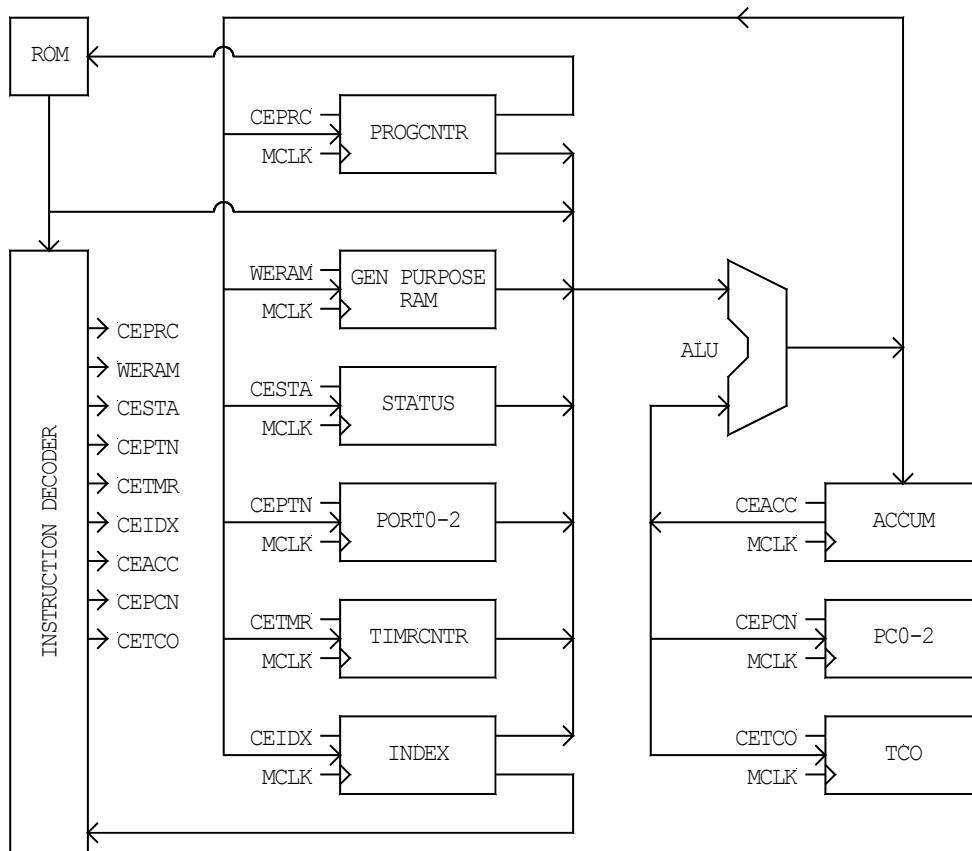 ROM
CEPRC
PROGCNTR
MCLK
WERAM
GEN PURPOSE
RAM
MCLK
CEPRC
WERAM
CESTA
CEPTN
CETMR
CEIDX
CEACC
CEPCN
CETCO
INSTRUCTION DECODER
ALU
CESTA
STATUS
MCLK
CEPTN
PORT0-2
MCLK
CEACC
ACCUM
MCLK
CETMR
TIMRCNTR
MCLK
CEPCN
PC0-2
MCLK
CEIDX
INDEX
MCLK
CETCO
TCO
MCLK